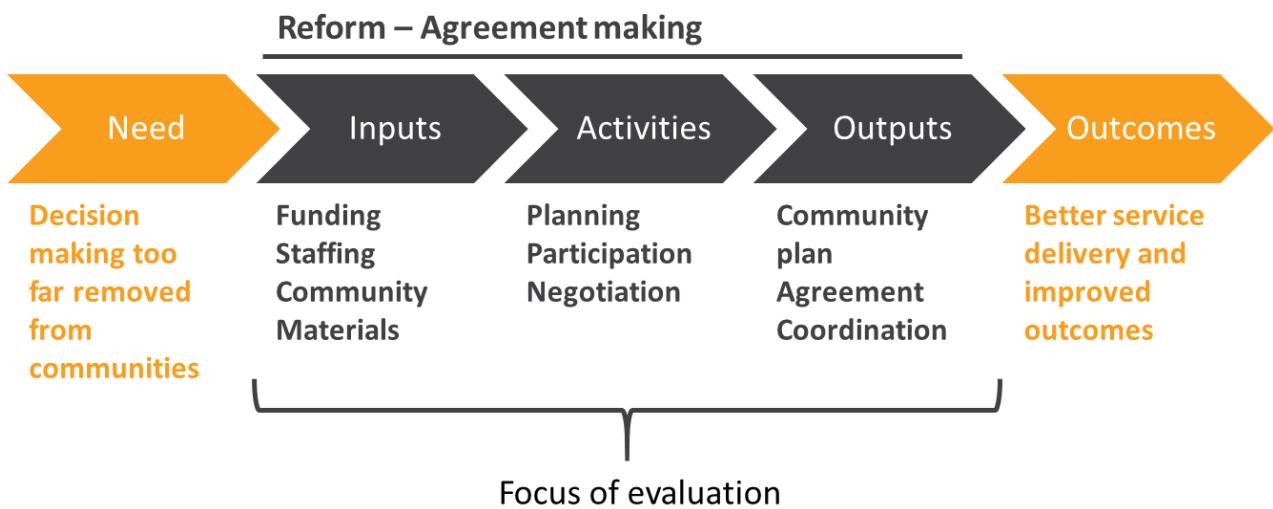 Reform – Agreement making
Need
Inputs
Activities
Outputs
Outcomes
Decision
making too
far removed
from
communities
Funding
Staffing
Community
Materials
Planning
Participation
Negotiation
Community
plan
Agreement
Coordination
Better service
delivery and
improved
outcomes
Focus of evaluation